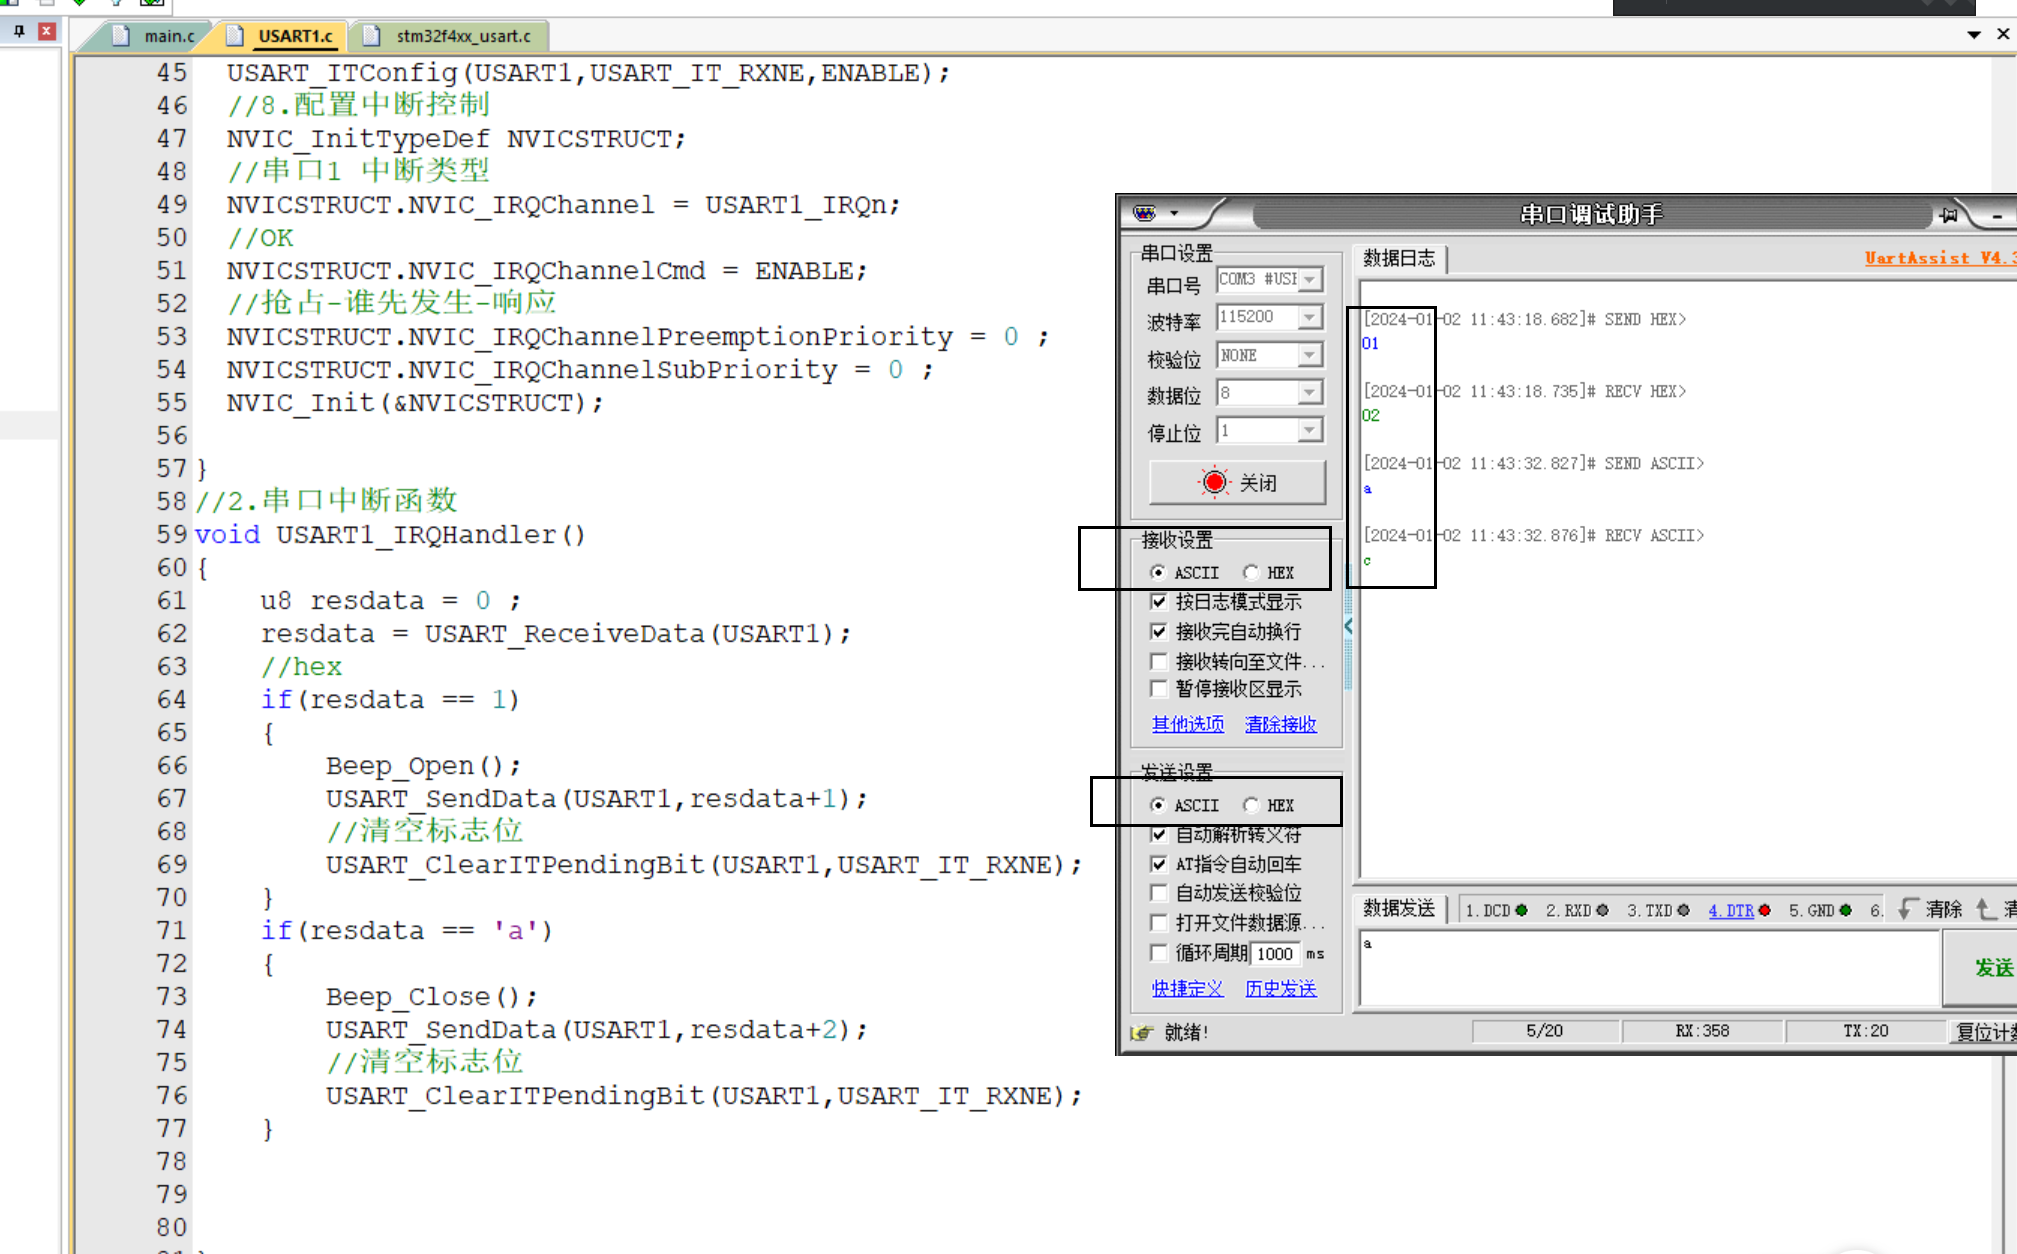 main.c
USART1.c
stm32f4xx_usart.c
45 USART_ITConfig(USART1,USART_IT_RXNE,ENABLE);
46 //8.配置中断控制
47 NVIC_InitTypeDef NVICSTRUCT;
48 //串口1 中断类型
49 NVICSTRUCT.NVIC_IRQChannel = USART1_IRQn;
50 //OK
51 NVICSTRUCT.NVIC_IRQChannelCmd = ENABLE;
52 //抢占-谁先发生-响应
53 NVICSTRUCT.NVIC_IRQChannelPreemptionPriority = 0 ;
54 NVICSTRUCT.NVIC_IRQChannelSubPriority = 0 ;
55 NVIC_Init(&NVICSTRUCT);
56
57 }
58 //2.串口中断函数
59 void USART1_IRQHandler()
60 {
61 u8 resdata = 0 ;
62 resdata = USART_ReceiveData(USART1);
63 //hex
64 if(resdata == 1)
65 {
66 Beep_Open();
67 USART_SendData(USART1,resdata+1);
68 //清空标志位
69 USART_ClearITPendingBit(USART1,USART_IT_RXNE);
70 }
71 if(resdata == 'a')
72 {
73 Beep_Close();
74 USART_SendData(USART1,resdata+2);
75 //清空标志位
76 USART_ClearITPendingBit(USART1,USART_IT_RXNE);
77 }
78
79
80
串口调试助手
串口设置
串口号 COM3 #USI
波特率 115200
校验位 NONE
数据位 8
停止位 1
关闭
接收设置
ASCII HEX
按日志模式显示
接收完自动换行
接收转向至文件...
暂停接收区显示
其他选项 清除接收
发送设置
ASCII HEX
自动解析转义符
AT指令自动回车
自动发送校验位
打开文件数据源...
循环周期 1000 ms
快捷定义 历史发送
数据日志
UartAssist V4.3
[2024-01-02 11:43:18.682]# SEND HEX>
01
[2024-01-02 11:43:18.735]# RECV HEX>
02
[2024-01-02 11:43:32.827]# SEND ASCII>
a
[2024-01-02 11:43:32.876]# RECV ASCII>
c
数据发送 1.DCD 2.RXD 3.TXD 4.DTR 5.GND 6. 清除
a
发送
就绪! 5/20 RX:358 TX:20 复位计数